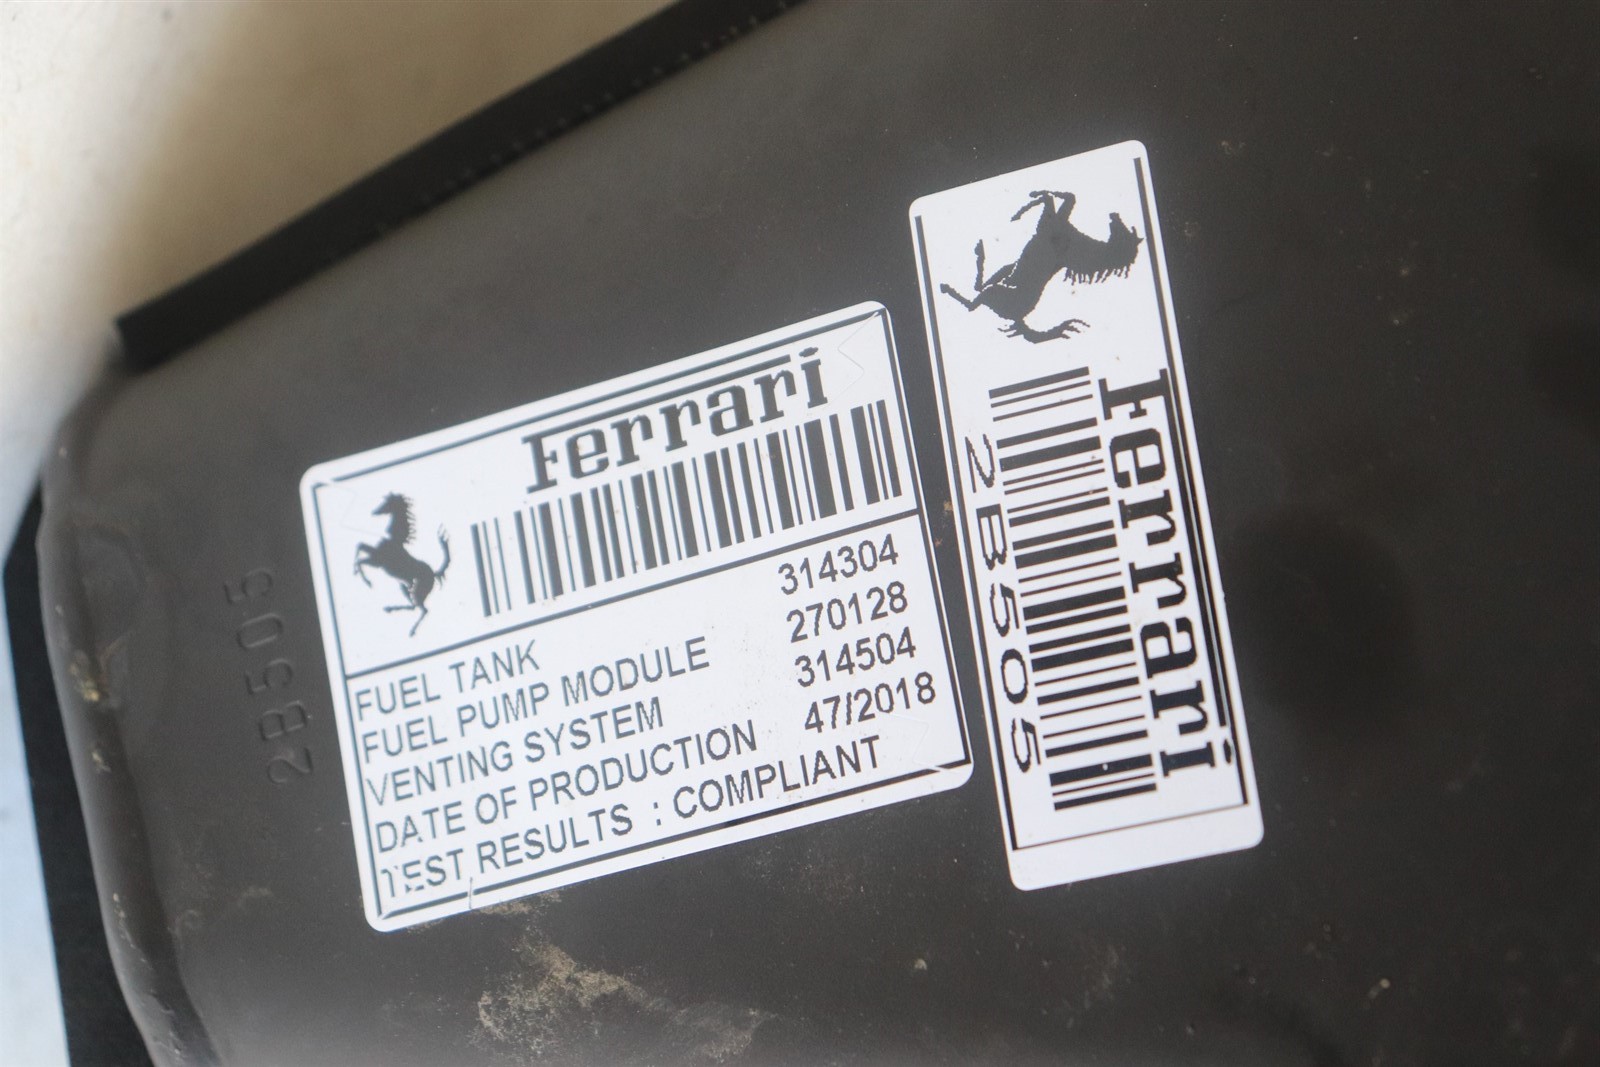 Ferrari
FUEL TANK 314304
FUEL PUMP MODULE 270128
VENTING SYSTEM 314504
DATE OF PRODUCTION 47/2018
TEST RESULTS : COMPLIANT
Ferrari
2B505
2B505